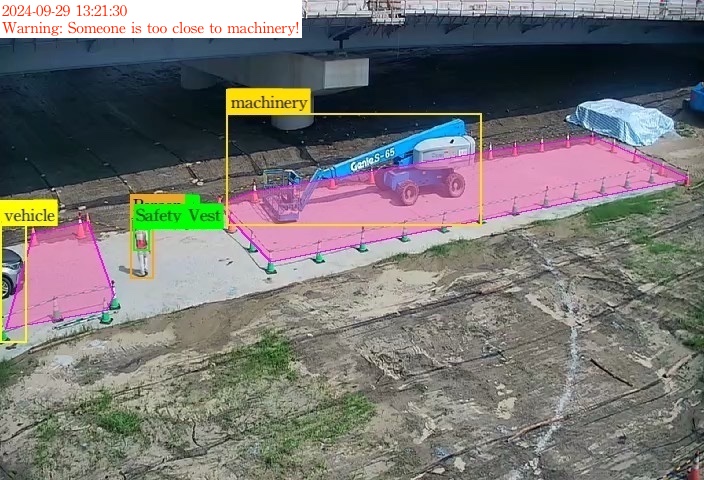 2024-09-29 13:21:30
Warning: Someone is too close to machinery!
machinery
Genie S-65
Safety Vest
vehicle